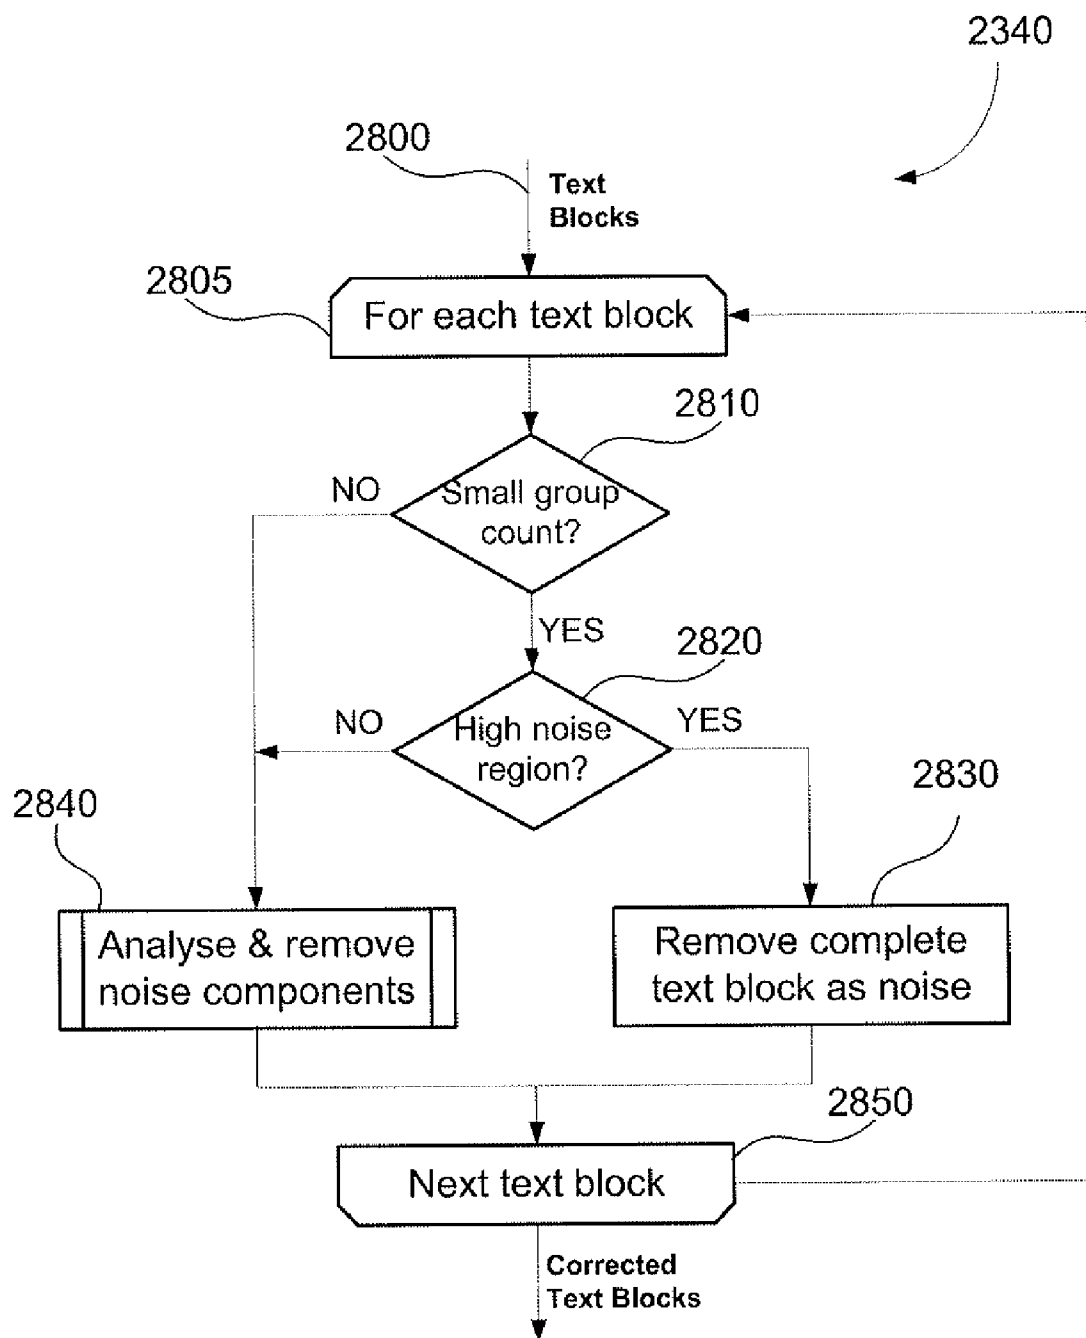 2340
2800
Text
Blocks
2805
For each text block
2810
NO
Small group
count?
YES
2820
NO
High noise
region?
YES
2840
2830
Analyse & remove
noise components
Remove complete
text block as noise
2850
Next text block
Corrected
Text Blocks